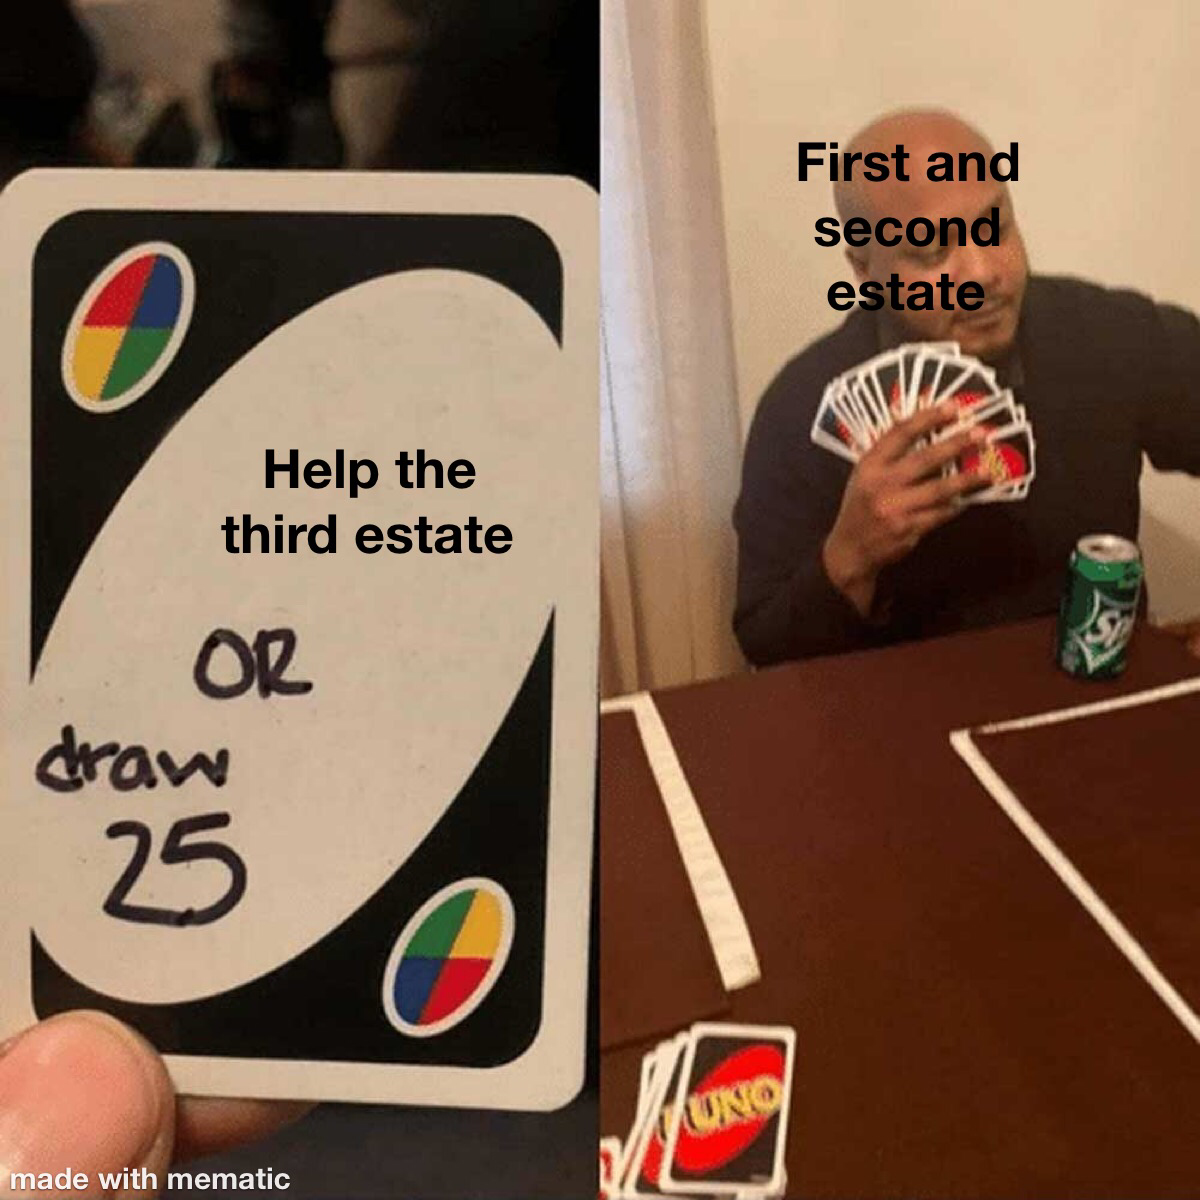 Help the
third estate
OR
draw
25
First and
second
estate
UNO
made with mematic